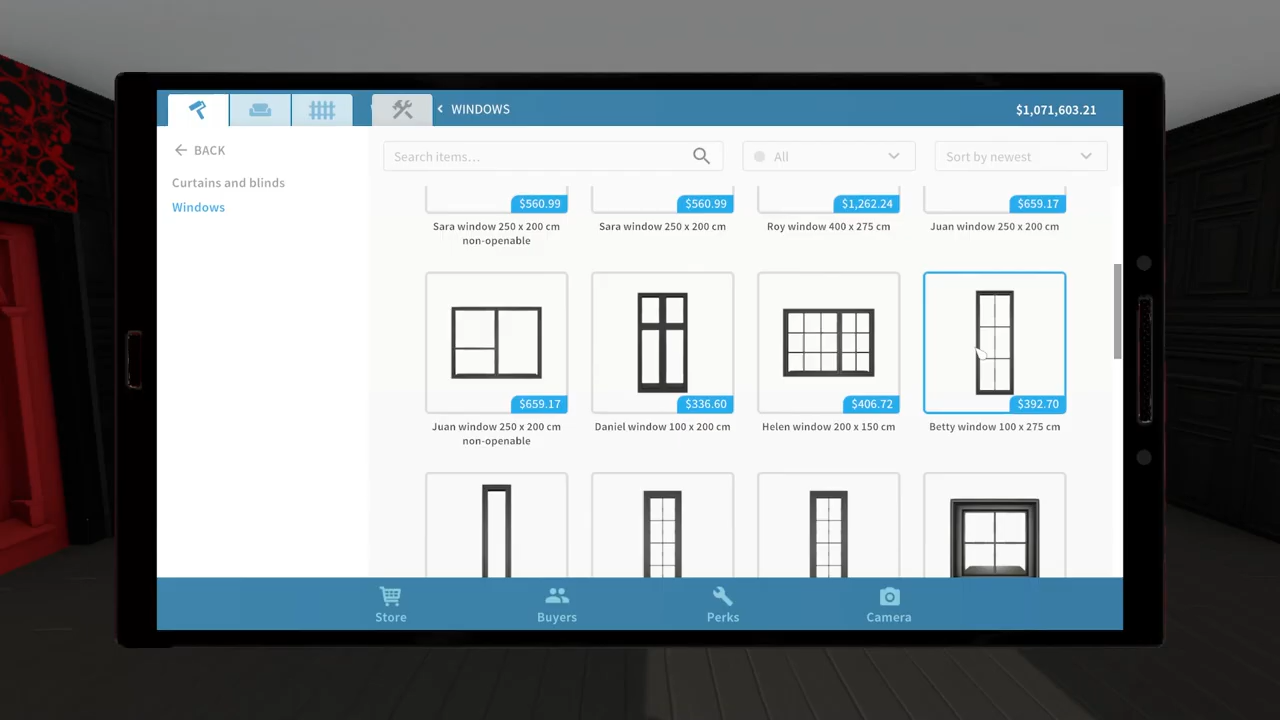 WINDOWS
$1,071,603.21
BACK
Search items...
All
Sort by newest
Curtains and blinds
Windows
$560.99
$560.99
$1,262.24
$659.17
Sara window 250 x 200 cm
non-openable
Sara window 250 x 200 cm
Roy window 400 x 275 cm
Juan window 250 x 200 cm
$659.17
$336.60
$406.72
$392.70
Juan window 250 x 200 cm
non-openable
Daniel window 100 x 200 cm
Helen window 200 x 150 cm
Betty window 100 x 275 cm
Store
Buyers
Perks
Camera